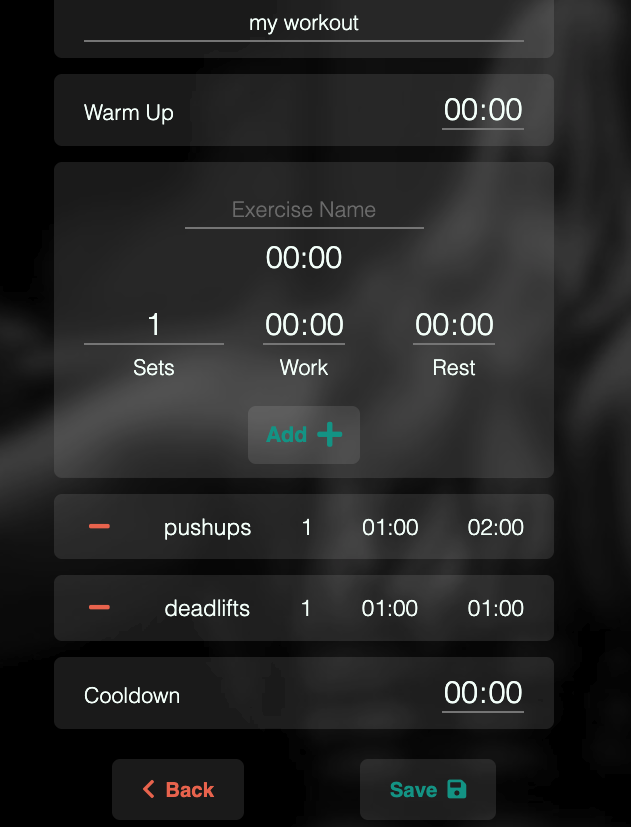 my workout
Warm Up 00:00
Exercise Name
00:00
1 00:00 00:00
Sets Work Rest
Add
pushups 1 01:00 02:00
deadlifts 1 01:00 01:00
Cooldown 00:00
Back Save